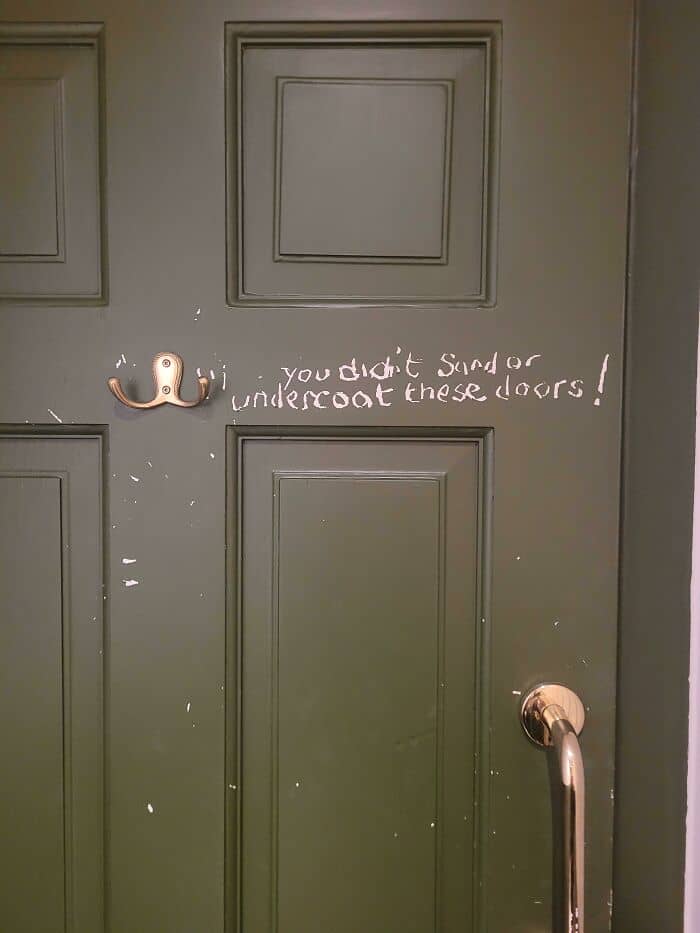 you didn't Sand or
undercoat these doors!